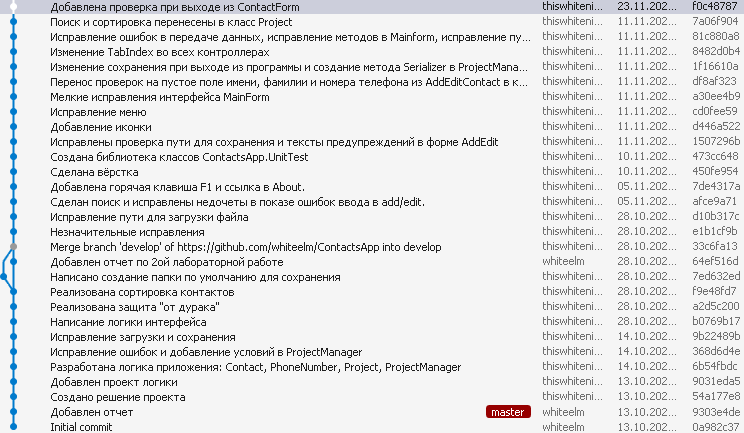 Добавлена проверка при выходе из ContactForm thiswhiteni... 23.11.202... f0c48787
Поиск и сортировка перенесены в класс Project thiswhiteni... 11.11.202... 7a06f904
Исправление ошибок в передаче данных, исправление методов в Mainform, исправление пу... thiswhiteni... 11.11.202... 81c880a8
Изменение TabIndex во всех контроллерах thiswhiteni... 11.11.202... 8482d0b4
Изменение сохранения при выходе из программы и создание метода Serializer в ProjectMana... thiswhiteni... 11.11.202... 1f16610a
Перенос проверок на пустое поле имени, фамилии и номера телефона из AddEditContact в к... thiswhiteni... 11.11.202... df8af323
Мелкие исправления интерфейса MainForm thiswhiteni... 11.11.202... a30ee4b9
Исправление меню thiswhiteni... 11.11.202... cd0fee59
Добавление иконки thiswhiteni... 11.11.202... d446a522
Исправлены проверка пути для сохранения и тексты предупреждений в форме AddEdit thiswhiteni... 11.11.202... 1507296b
Создана библиотека классов ContactsApp.UnitTest thiswhiteni... 10.11.202... 473cc648
Сделана вёрстка thiswhiteni... 10.11.202... 450fe954
Добавлена горячая клавиша F1 и ссылка в About. thiswhiteni... 05.11.202... 7de4317a
Сделан поиск и исправлены недочеты в показе ошибок ввода в add/edit. thiswhiteni... 05.11.202... afce9a71
Исправление пути для загрузки файла thiswhiteni... 28.10.202... d10b317c
Незначительные исправления thiswhiteni... 28.10.202... e1b1cf9b
Merge branch 'develop' of https://github.com/whiteelm/ContactsApp into develop thiswhiteni... 28.10.202... 33c6fa13
Добавлен отчет по 2ой лабораторной работе whiteelm 28.10.202... 64ef516d
Написано создание папки по умолчанию для сохранения thiswhiteni... 28.10.202... 7ed632ed
Реализована сортировка контактов thiswhiteni... 28.10.202... f9e48fd7
Реализована защита "от дурака" thiswhiteni... 28.10.202... a2d5c200
Написание логики интерфейса thiswhiteni... 28.10.202... b0769b17
Исправление загрузки и сохранения thiswhiteni... 14.10.202... 9b22489b
Исправление ошибок и добавление условий в ProjectManager thiswhiteni... 14.10.202... 368d6d4e
Разработана логика приложения: Contact, PhoneNumber, Project, ProjectManager thiswhiteni... 14.10.202... 6b54fbdc
Добавлен проект логики thiswhiteni... 13.10.202... 9031eda5
Создано решение проекта thiswhiteni... 13.10.202... 54a177e8
Добавлен отчет master whiteelm 13.10.202... 9303e4de
Initial commit whiteelm 13.10.202... 0a982c37